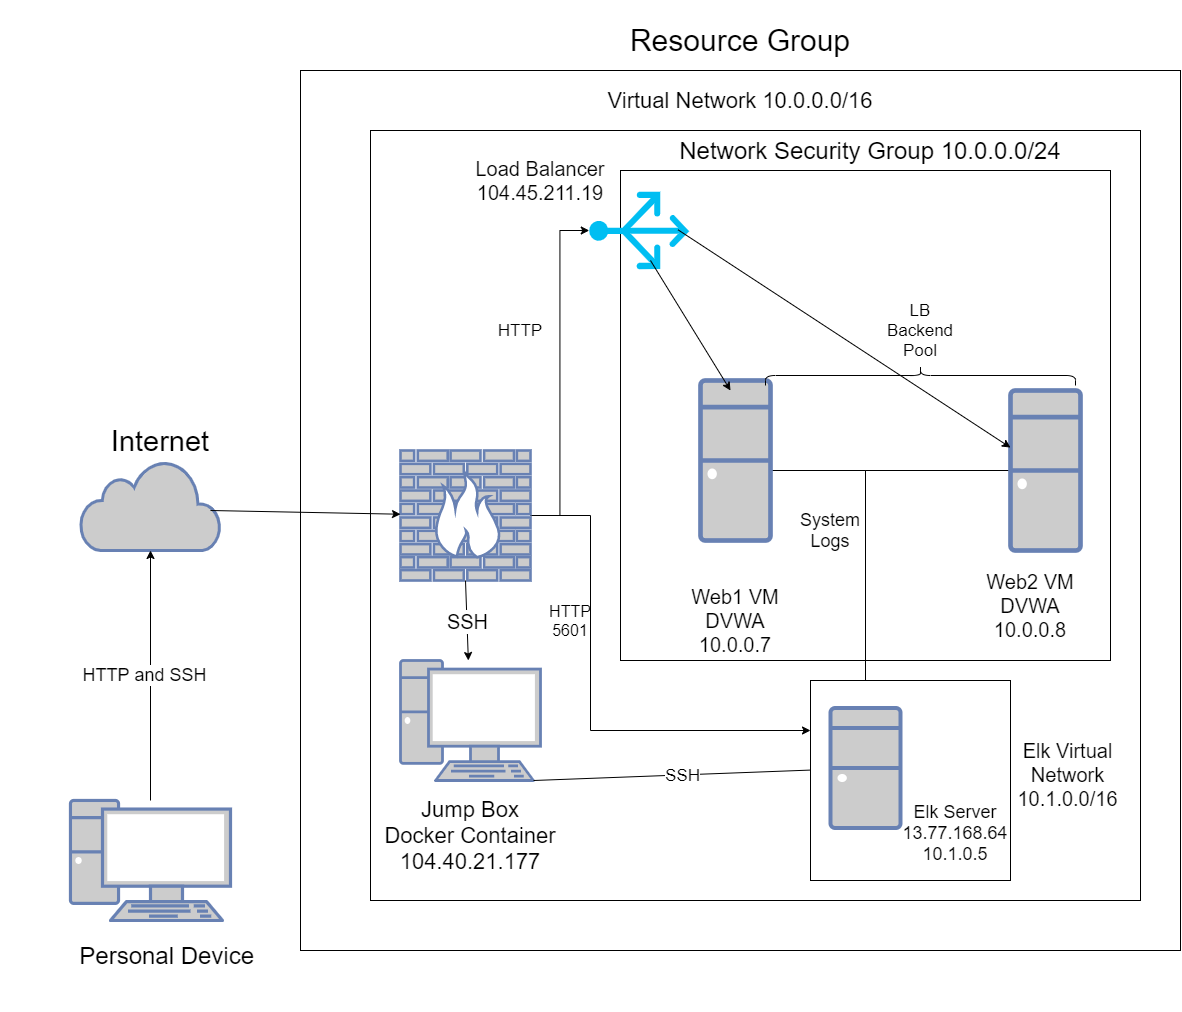 Resource Group
Virtual Network 10.0.0.0/16
Network Security Group 10.0.0.0/24
Load Balancer
104.45.211.19
HTTP
LB
Backend
Pool
Internet
System
Logs
Web1 VM
DVWA
10.0.0.7
Web2 VM
DVWA
10.0.0.8
SSH
HTTP
5601
HTTP and SSH
SSH
Jump Box
Docker Container
104.40.21.177
Elk Server
13.77.168.64
10.1.0.5
Elk Virtual
Network
10.1.0.0/16
Personal Device